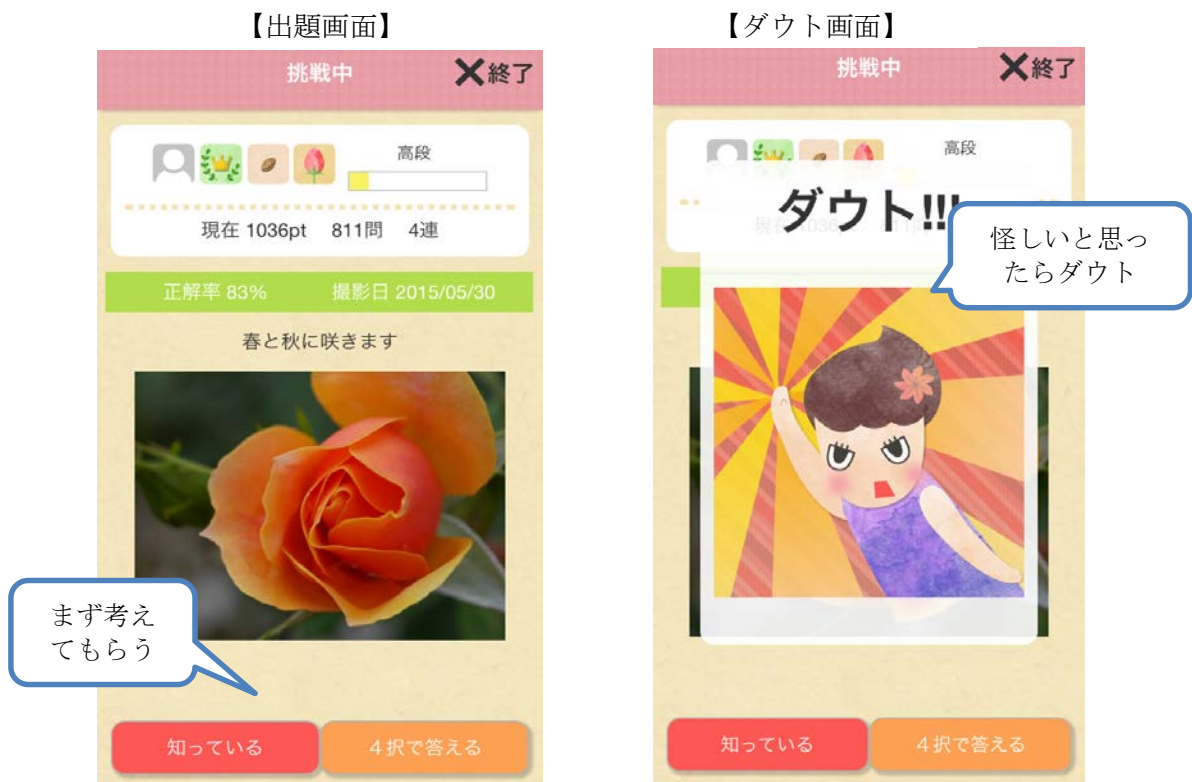 【出題画面】
挑戦中
✕終了
高段
現在 1036pt 811問 4連
正解率 83% 撮影日 2015/05/30
春と秋に咲きます
まず考え
てもらう
知っている
4択で答える
【ダウト画面】
挑戦中
✕終了
高段
ダウト!!!
怪しいと思っ
たらダウト
知っている
4択で答える